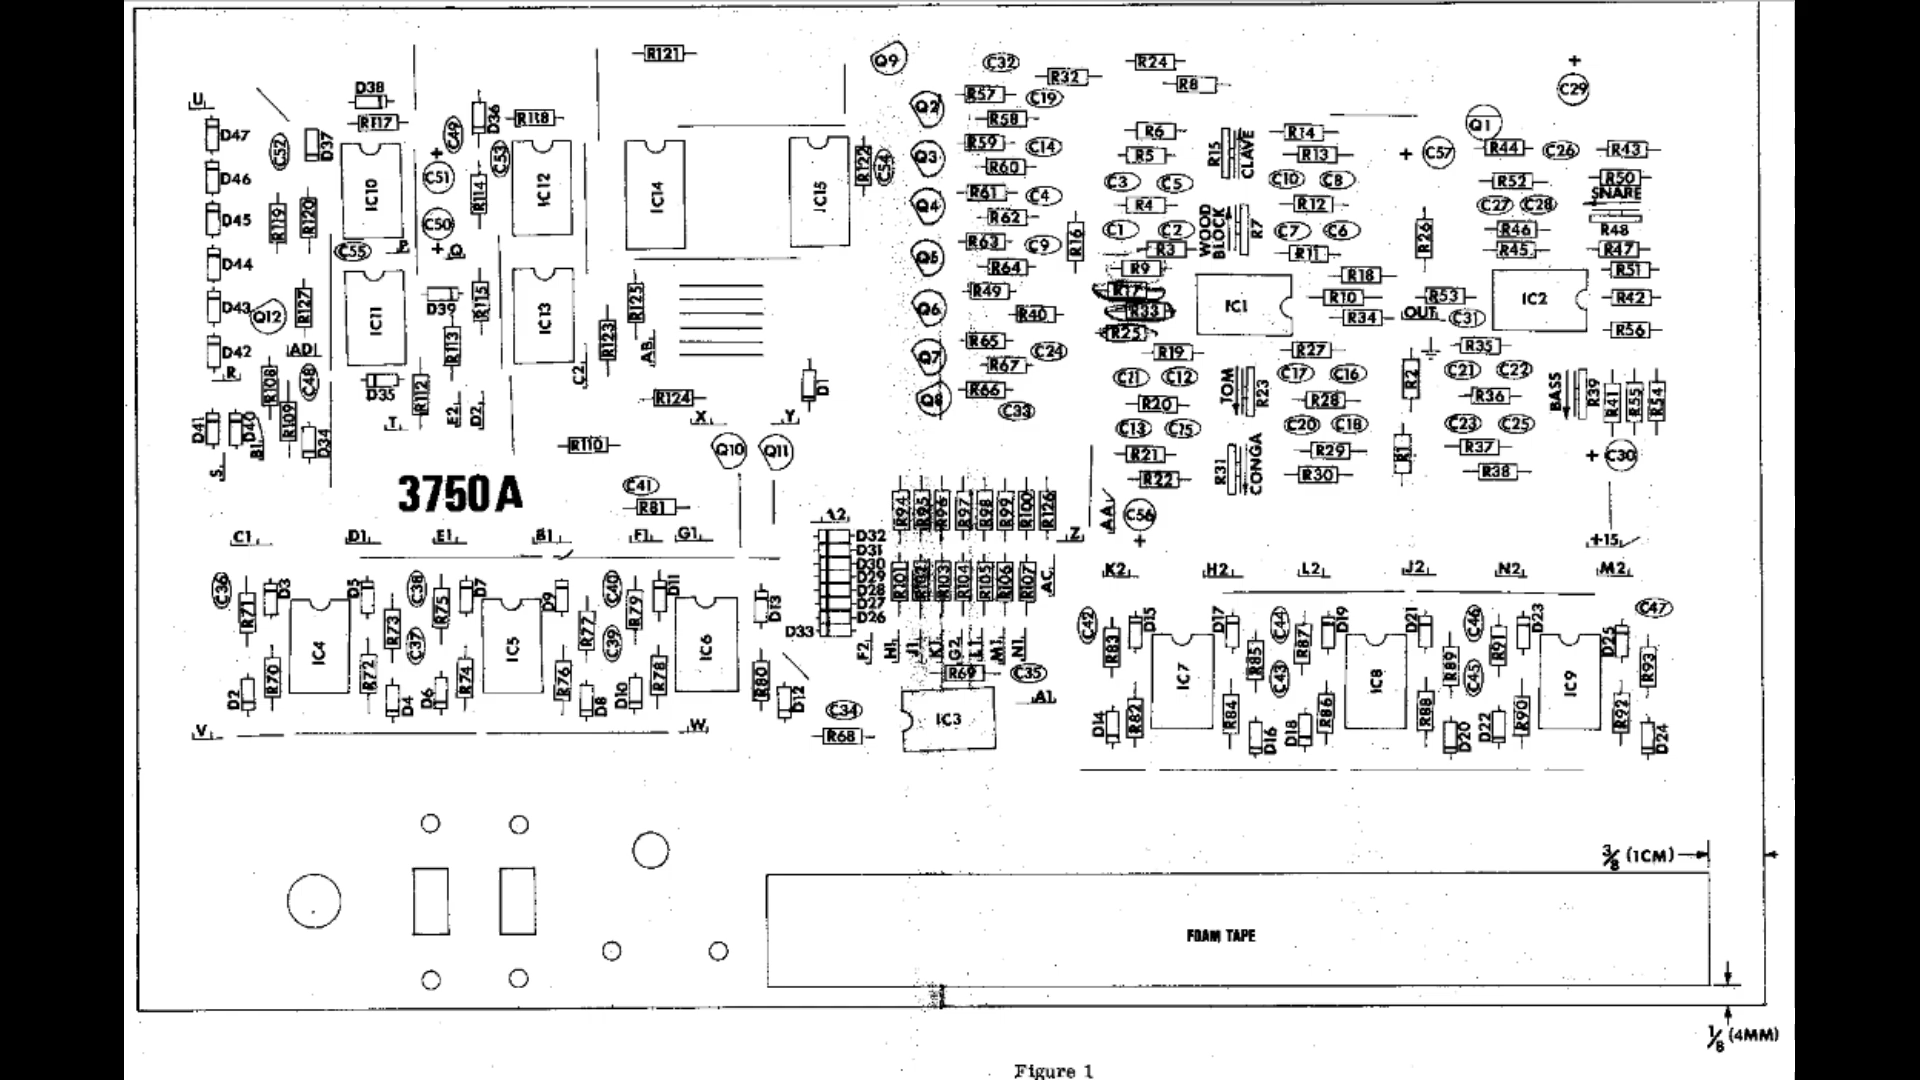 R121
Q9
C32
R24
C29
+
R32
R8
U
D38
R57
C19
D47
R117
C49
D36
R118
Q2
R58
Q1
C52
D37
C53
R59
C14
R6
R15
CLAVE
R14
+
C57
R44
C26
R43
+
C51
R122
C54
Q3
R60
R5
R13
D46
IC10
R114
IC12
IC14
IC15
R61
C4
C3
C5
C10
C8
R52
R50
SNARE
D45
R119
R120
C50
+
Q4
R62
R4
WOOD
BLOCK
R7
R12
C27
C28
R48
C55
P
Q
R63
C9
R16
C1
C2
R3
C7
C6
R26
R46
R45
R47
D44
Q5
R64
R9
R11
R51
D43
Q12
R127
IC11
D39
R115
IC13
R125
R49
R17
R18
R10
IC1
R53
IC2
R42
Q6
R40
R33
R34
OUT
C31
R56
D42
AD
R113
R123
AB
R65
C24
R25
R19
R27
R35
R
R108
C48
D35
R112
C2
D1
Q7
R67
C11
C12
TOM
R23
C17
C16
R2
C21
C22
BASS
R39
R41
R55
R54
R109
T
E2
D2
R124
X
Y
Q8
R66
C33
R20
R28
R36
D41
D40
B1
D34
R110
Q10
Q11
C13
C15
C20
C18
C23
C25
S
R21
R31
CONGA
R29
R1
R37
+
C30
R22
R30
R38
3750A
C41
R81
R94
R95
R96
R97
R98
R99
R100
R126
AA
C56
+
C1
D1
E1
B1
F1
G1
D32
Z
+15
D31
D30
D29
D28
D27
D26
D33
R101
R102
R103
R104
R105
R106
R107
AC
K2
H2
L2
J2
N2
M2
C36
D3
D5
C38
D7
D9
C40
D11
D13
C42
D15
D17
C44
D19
D21
C46
D23
C47
R71
R73
R75
R77
R79
F2
H1
J1
K1
G2
L1
M1
N1
R83
R85
R87
R89
R91
D25
R93
R70
IC4
R72
C37
R74
IC5
R76
C39
R78
IC6
R80
R69
C35
IC7
C43
IC8
C45
IC9
D2
D4
D6
D8
D10
D12
C34
IC3
A1
D14
R82
R84
D16
D18
R86
R88
D20
D22
R90
R92
D24
V
W
R68
3/8 (1CM)
FOAM TAPE
1/8 (4MM)
Figure 1